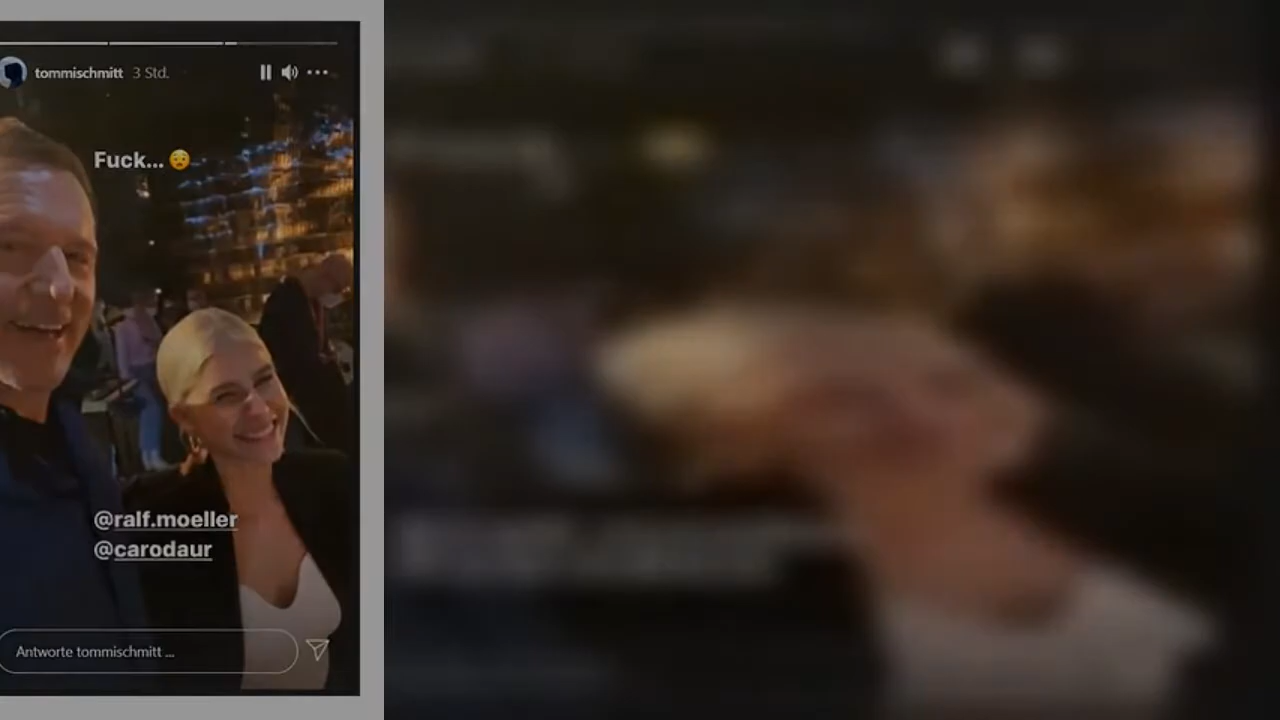 tommischmitt 3 Std.
Fuck... 😧
@ralf.moeller
@carodaur
Antworte tommischmitt ...